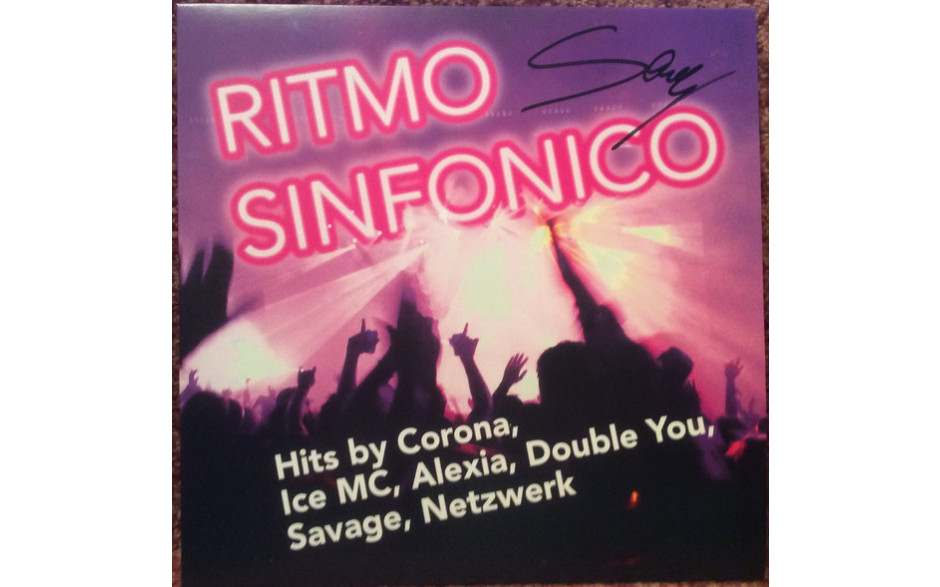 RITMO
SINFONICO
Hits by Corona,
Ice MC, Alexia, Double You,
Savage, Netzwerk